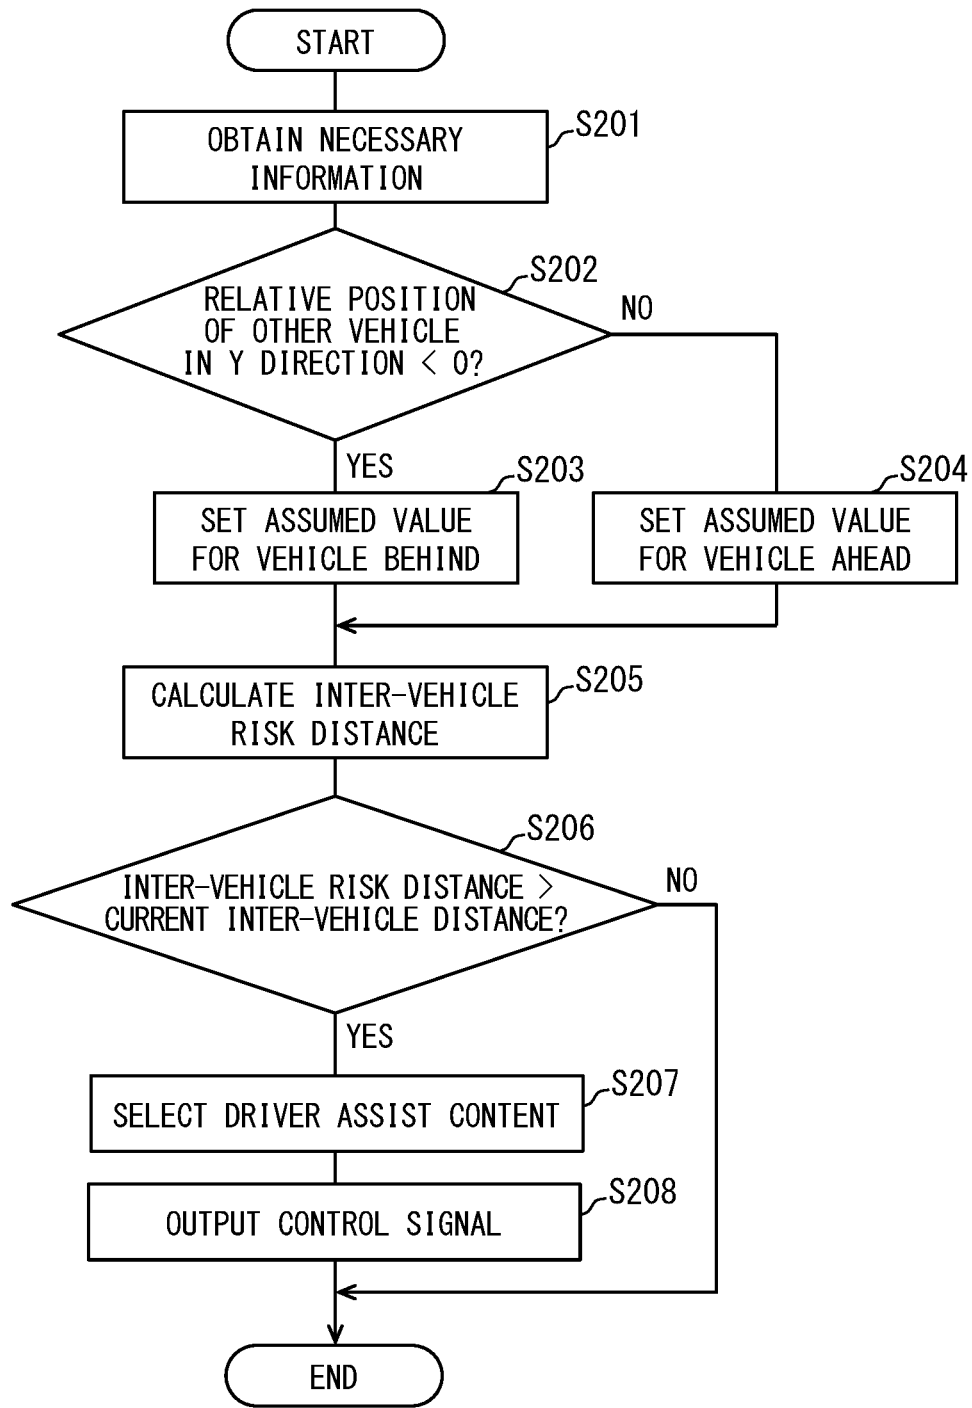 START
S201
OBTAIN NECESSARY
INFORMATION
S202
RELATIVE POSITION
OF OTHER VEHICLE
IN Y DIRECTION < 0?
NO
YES
S203
SET ASSUMED VALUE
FOR VEHICLE BEHIND
S204
SET ASSUMED VALUE
FOR VEHICLE AHEAD
S205
CALCULATE INTER-VEHICLE
RISK DISTANCE
S206
INTER-VEHICLE RISK DISTANCE >
CURRENT INTER-VEHICLE DISTANCE?
NO
YES
S207
SELECT DRIVER ASSIST CONTENT
S208
OUTPUT CONTROL SIGNAL
END